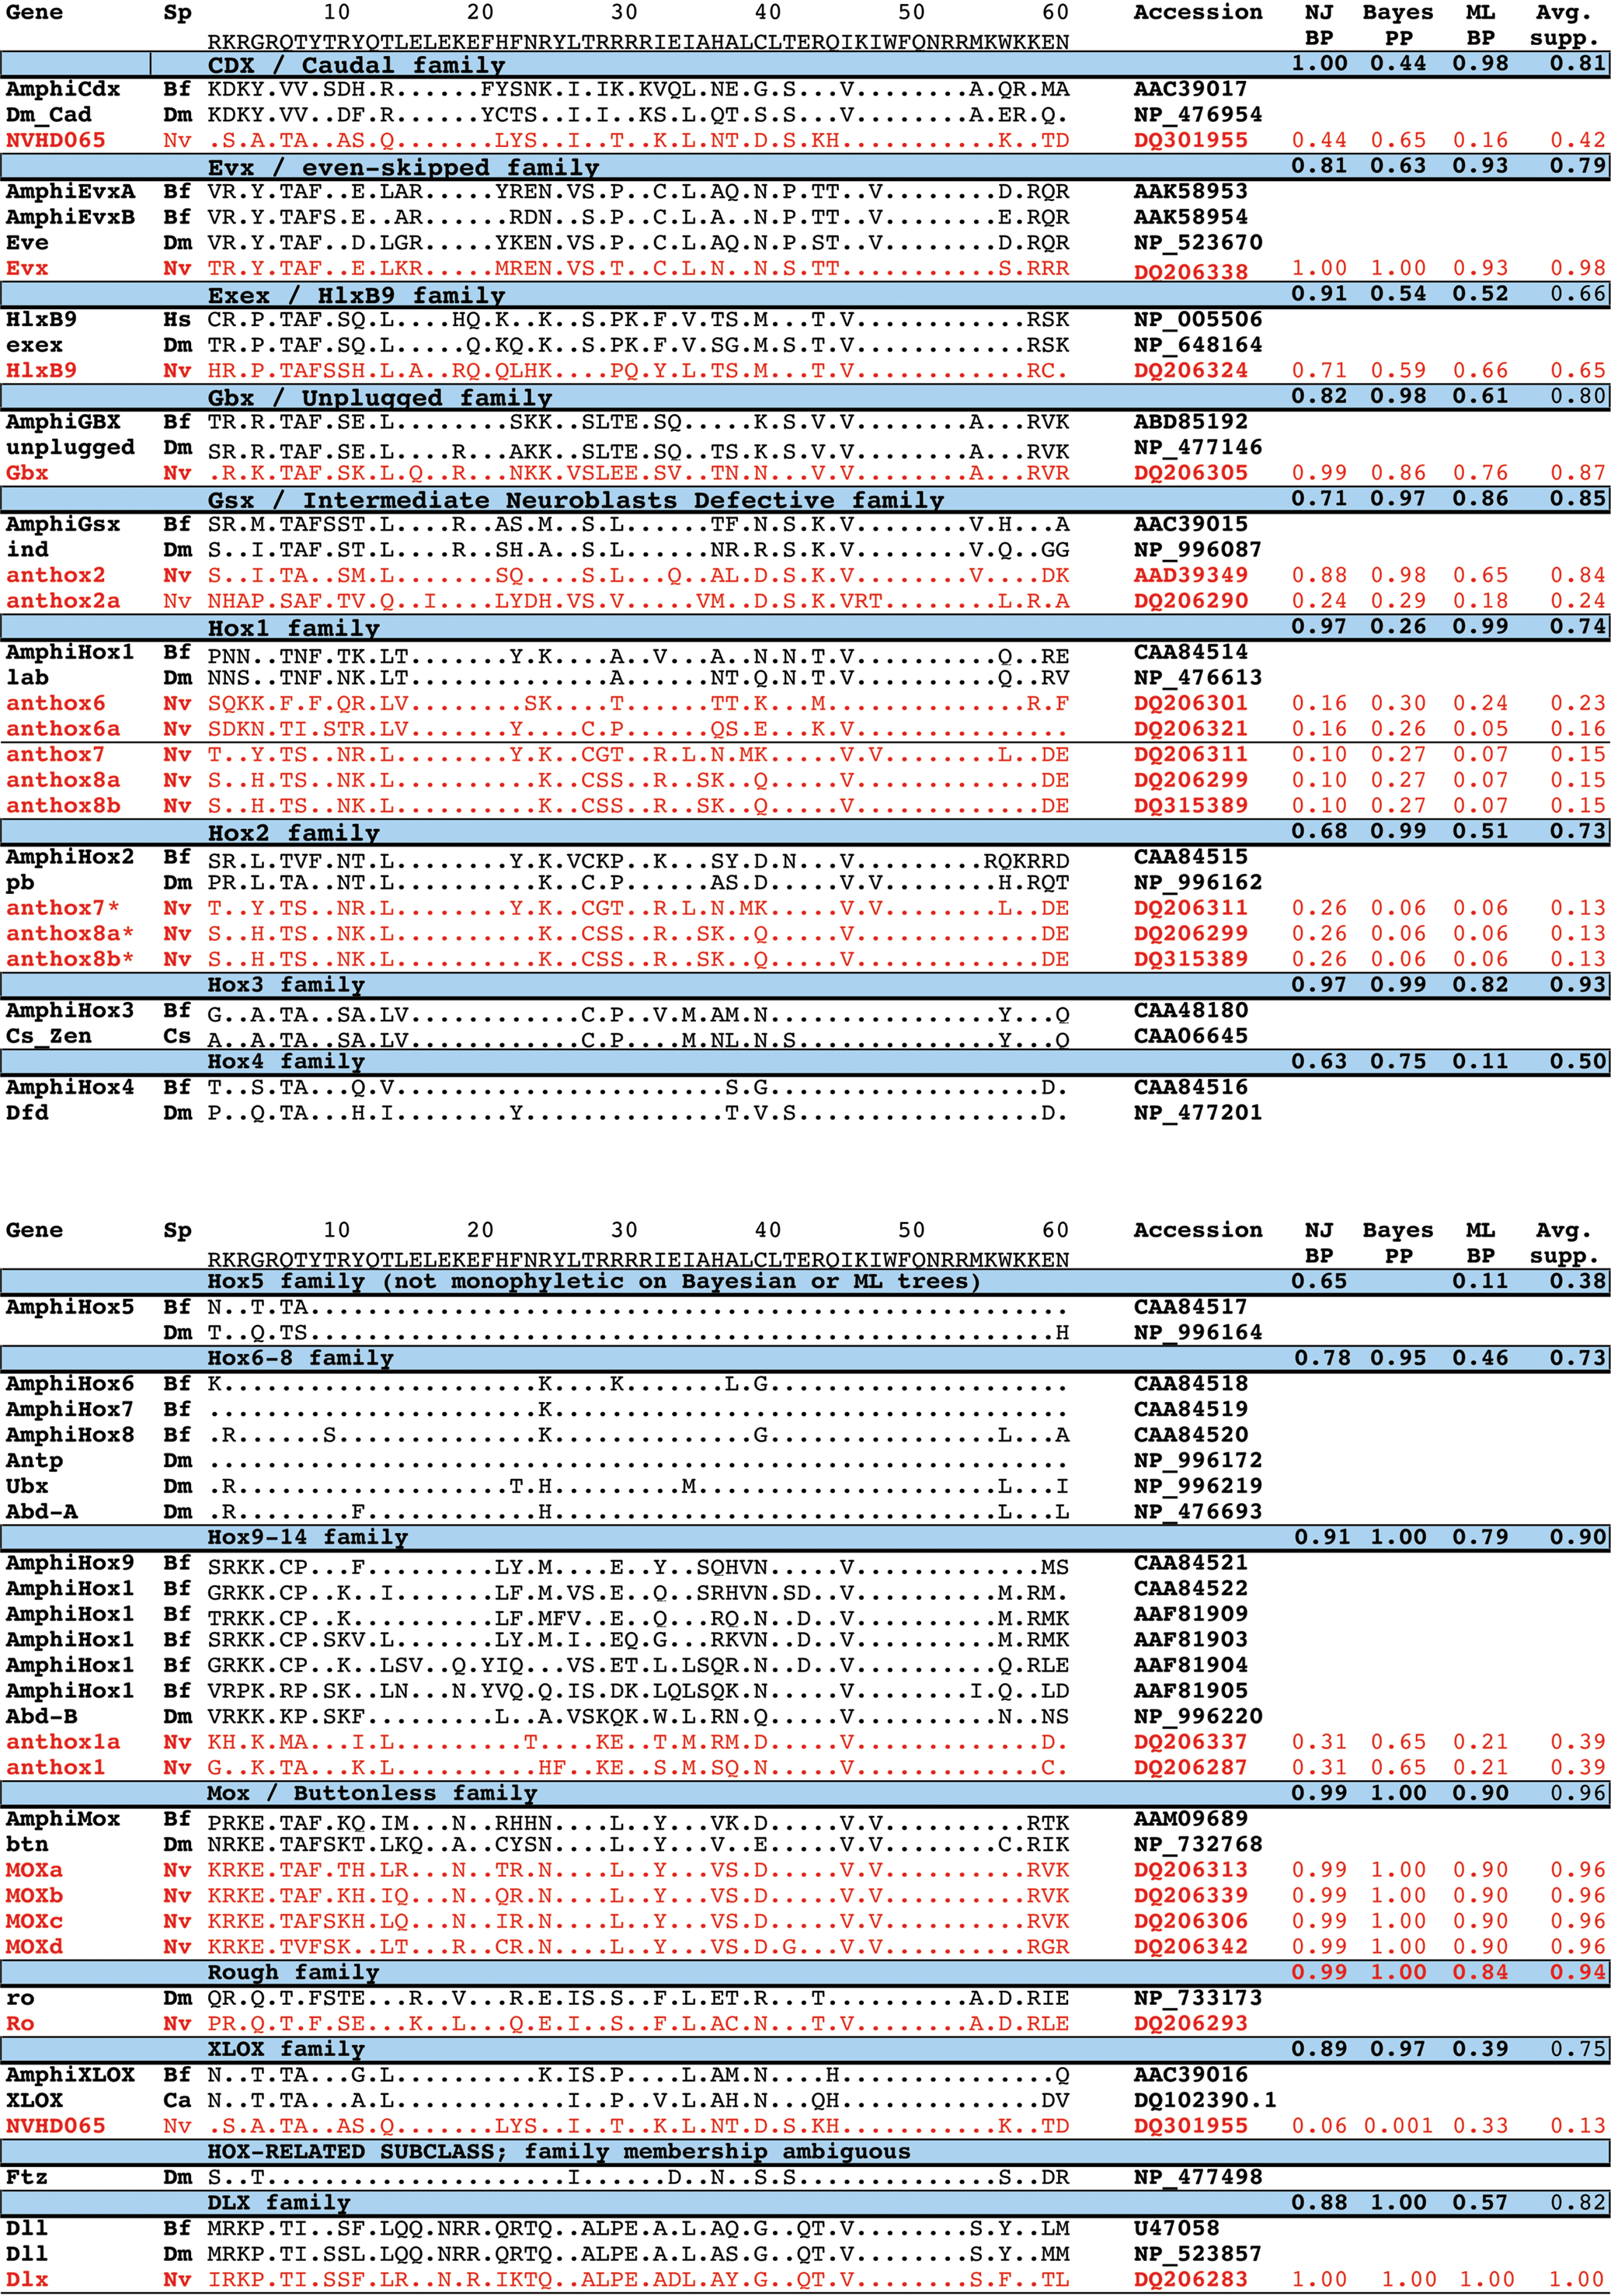 Gene Sp 10 20 30 40 50 60 Accession NJ Bayes ML Avg.
RKRGRQTYTRYQTLELEKEFHFNRYLTRRRRIEIAHALCLTERQIKIWFQNRRMKWKKEN BP PP BP supp.
CDX / Caudal family 1.00 0.44 0.98 0.81
AmphiCdx Bf KDKY.VV.SDH.R......FYSNK.I.IK.KVQL.NE.G.S...V........A.QR.MA AAC39017
Dm_Cad Dm KDKY.VV..DF.R......YCTS..I.I..KS.L.QT.S.S...V........A.ER.Q. NP_476954
NVHD065 Nv .S.A.TA..AS.Q.......LYS..I..T..K.L.NT.D.S.KH...........K..TD DQ301955 0.44 0.65 0.16 0.42
Evx / even-skipped family 0.81 0.63 0.93 0.79
AmphiEvxA Bf VR.Y.TAF..E.LAR.....YREN.VS.P..C.L.AQ.N.P.TT..V........D.RQR AAK58953
AmphiEvxB Bf VR.Y.TAFS.E..AR......RDN..S.P..C.L.A..N.P.TT..V........E.RQR AAK58954
Eve Dm VR.Y.TAF..D.LGR.....YKEN.VS.P..C.L.AQ.N.P.ST..V........D.RQR NP_523670
Evx Nv TR.Y.TAF..E.LKR.....MREN.VS.T..C.L.N..N.S.TT...........S.RRR DQ206338 1.00 1.00 0.93 0.98
Exex / HlxB9 family 0.91 0.54 0.52 0.66
HlxB9 Hs CR.P.TAF.SQ.L....HQ.K..K..S.PK.F.V.TS.M...T.V............RSK NP_005506
exex Dm TR.P.TAF.SQ.L.....Q.KQ.K..S.PK.F.V.SG.M.S.T.V............RSK NP_648164
HlxB9 Nv HR.P.TAFSSH.L.A..RQ.QLHK....PQ.Y.L.TS.M...T.V............RC. DQ206324 0.71 0.59 0.66 0.65
Gbx / Unplugged family 0.82 0.98 0.61 0.80
AmphiGBX Bf TR.R.TAF.SE.L........SKK..SLTE.SQ.....K.S.V.V........A...RVK ABD85192
unplugged Dm SR.R.TAF.SE.L....R...AKK..SLTE.SQ..TS.K.S.V.V........A...RVK NP_477146
Gbx Nv .R.K.TAF.SK.L.Q..R...NKK.VSLEE.SV..TN.N...V.V........A...RVR DQ206305 0.99 0.86 0.76 0.87
Gsx / Intermediate Neuroblasts Defective family 0.71 0.97 0.86 0.85
AmphiGsx Bf SR.M.TAFSST.L....R..AS.M..S.L......TF.N.S.K.V........V.H...A AAC39015
ind Dm S..I.TAF.ST.L....R..SH.A..S.L......NR.R.S.K.V........V.Q..GG NP_996087
anthox2 Nv S..I.TA..SM.L.......SQ....S.L...Q..AL.D.S.K.V........V....DK AAD39349 0.88 0.98 0.65 0.84
anthox2a Nv NHAP.SAF.TV.Q..I....LYDH.VS.V.....VM..D.S.K.VRT........L.R.A DQ206290 0.24 0.29 0.18 0.24
Hox1 family 0.97 0.26 0.99 0.74
AmphiHox1 Bf PNN..TNF.TK.LT.......Y.K....A..V...A..N.N.T.V..........Q..RE CAA84514
lab Dm NNS..TNF.NK.LT..............A......NT.Q.N.T.V..........Q..RV NP_476613
anthox6 Nv SQKK.F.F.QR.LV........SK....T......TT.K...M..............R.F DQ206301 0.16 0.30 0.24 0.23
anthox6a Nv SDKN.TI.STR.LV.......Y....C.P......QS.E...K.V............... DQ206321 0.16 0.26 0.05 0.16
anthox7 Nv T..Y.TS..NR.L........Y.K..CGT..R.L.N.MK.....V.V........L..DE DQ206311 0.10 0.27 0.07 0.15
anthox8a Nv S..H.TS..NK.L..........K..CSS..R..SK..Q.....V.............DE DQ206299 0.10 0.27 0.07 0.15
anthox8b Nv S..H.TS..NK.L..........K..CSS..R..SK..Q.....V.............DE DQ315389 0.10 0.27 0.07 0.15
Hox2 family 0.68 0.99 0.51 0.73
AmphiHox2 Bf SR.L.TVF.NT.L........Y.K.VCKP..K...SY.D.N...V.........RQKRRD CAA84515
pb Dm PR.L.TA..NT.L..........K..C.P......AS.D.....V.V........H.RQT NP_996162
anthox7* Nv T..Y.TS..NR.L........Y.K..CGT..R.L.N.MK.....V.V........L..DE DQ206311 0.26 0.06 0.06 0.13
anthox8a* Nv S..H.TS..NK.L..........K..CSS..R..SK..Q.....V.............DE DQ206299 0.26 0.06 0.06 0.13
anthox8b* Nv S..H.TS..NK.L..........K..CSS..R..SK..Q.....V.............DE DQ315389 0.26 0.06 0.06 0.13
Hox3 family 0.97 0.99 0.82 0.93
AmphiHox3 Bf G..A.TA..SA.LV............C.P..V.M.AM.N................Y...Q CAA48180
Cs_Zen Cs A..A.TA..SA.LV............C.P....M.NL.N.S..............Y...Q CAA06645
Hox4 family 0.63 0.75 0.11 0.50
AmphiHox4 Bf T..S.TA...Q.V.......................S.G...................D. CAA84516
Dfd Dm P..Q.TA...H.I........Y..............T.V.S.................D. NP_477201
Gene Sp 10 20 30 40 50 60 Accession NJ Bayes ML Avg.
RKRGRQTYTRYQTLELEKEFHFNRYLTRRRRIEIAHALCLTERQIKIWFQNRRMKWKKEN BP PP BP supp.
Hox5 family (not monophyletic on Bayesian or ML trees) 0.65 0.11 0.38
AmphiHox5 Bf N..T.TA..................................................... CAA84517
Dm T..Q.TS....................................................H NP_996164
Hox6-8 family 0.78 0.95 0.46 0.73
AmphiHox6 Bf K......................K....K.......L.G..................... CAA84518
AmphiHox7 Bf .......................K.................................... CAA84519
AmphiHox8 Bf .R......S..............K..............G................L...A CAA84520
Antp Dm ............................................................ NP_996172
Ubx Dm .R...................T.H.........M.....................L...I NP_996219
Abd-A Dm .R........F............H...............................L...L NP_476693
Hox9-14 family 0.91 1.00 0.79 0.90
AmphiHox9 Bf SRKK.CP...F.........LY.M....E..Y..SQHVN.....V.............MS CAA84521
AmphiHox1 Bf GRKK.CP..K..I.......LF.M.VS.E..Q..SRHVN.SD..V..........M.RM. CAA84522
AmphiHox1 Bf TRKK.CP..K..........LF.MFV..E..Q...RQ.N..D..V..........M.RMK AAF81909
AmphiHox1 Bf SRKK.CP.SKV.L.......LY.M.I..EQ.G...RKVN..D..V..........M.RMK AAF81903
AmphiHox1 Bf GRKK.CP..K..LSV..Q.YIQ...VS.ET.L.LSQR.N..D..V..........Q.RLE AAF81904
AmphiHox1 Bf VRPK.RP.SK..LN...N.YVQ.Q.IS.DK.LQLSQK.N.....V........I.Q..LD AAF81905
Abd-B Dm VRKK.KP.SKF.........L..A.VSKQK.W.L.RN.Q.....V..........N..NS NP_996220
anthox1a Nv KH.K.MA...I.L.........T....KE..T.M.RM.D.....V.............D. DQ206337 0.31 0.65 0.21 0.39
anthox1 Nv G..K.TA...K.L..........HF..KE..S.M.SQ.N.....V.............C. DQ206287 0.31 0.65 0.21 0.39
Mox / Buttonless family 0.99 1.00 0.90 0.96
AmphiMox Bf PRKE.TAF.KQ.IM...N..RHHN....L..Y...VK.D.....V.V..........RTK AAM09689
btn Dm NRKE.TAFSKT.LKQ..A..CYSN....L..Y...V..E.....V.V........C.RIK NP_732768
MOXa Nv KRKE.TAF.TH.LR...N..TR.N....L..Y...VS.D.....V.V..........RVK DQ206313 0.99 1.00 0.90 0.96
MOXb Nv KRKE.TAF.KH.IQ...N..QR.N....L..Y...VS.D.....V.V..........RVK DQ206339 0.99 1.00 0.90 0.96
MOXc Nv KRKE.TAFSKH.LQ...N..IR.N....L..Y...VS.D.....V.V..........RVK DQ206306 0.99 1.00 0.90 0.96
MOXd Nv KRKE.TVFSK..LT...R..CR.N....L..Y...VS.D.G...V.V..........RGR DQ206342 0.99 1.00 0.90 0.96
Rough family 0.99 1.00 0.84 0.94
ro Dm QR.Q.T.FSTE...R..V...R.E.IS.S..F.L.ET.R...T..........A.D.RIE NP_733173
Ro Nv PR.Q.T.F.SE...K..L...Q.E.I..S..F.L.AC.N...T.V........A.D.RLE DQ206293
XLOX family 0.89 0.97 0.39 0.75
AmphiXLOX Bf N..T.TA...G.L..........K.IS.P....L.AM.N....H...............Q AAC39016
XLOX Ca N..T.TA...A.L............I..P..V.L.AH.N...QH..............DV DQ102390.1
NVHD065 Nv .S.A.TA..AS.Q.......LYS..I..T..K.L.NT.D.S.KH...........K..TD DQ301955 0.06 0.001 0.33 0.13
HOX-RELATED SUBCLASS; family membership ambiguous
Ftz Dm S..T.....................I......D..N..S.S..............S..DR NP_477498
DLX family 0.88 1.00 0.57 0.82
Dll Bf MRKP.TI..SF.LQQ.NRR.QRTQ..ALPE.A.L.AQ.G..QT.V........S.Y..LM U47058
Dll Dm MRKP.TI.SSL.LQQ.NRR.QRTQ..ALPE.A.L.AS.G..QT.V........S.Y..MM NP_523857
Dlx Nv IRKP.TI.SSF.LR..N.R.IKTQ..ALPE.ADL.AY.G..QT.V........S.F..TL DQ206283 1.00 1.00 1.00 1.00